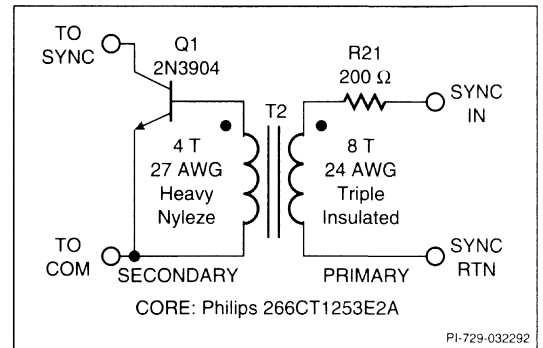 TO
SYNC
Q1
2N3904
R21
200 Ω
SYNC
IN
T2
4 T
27 AWG
Heavy
Nyleze
8 T
24 AWG
Triple
Insulated
TO
COM
SECONDARY
PRIMARY
SYNC
RTN
CORE: Philips 266CT1253E2A
PI-729-032292